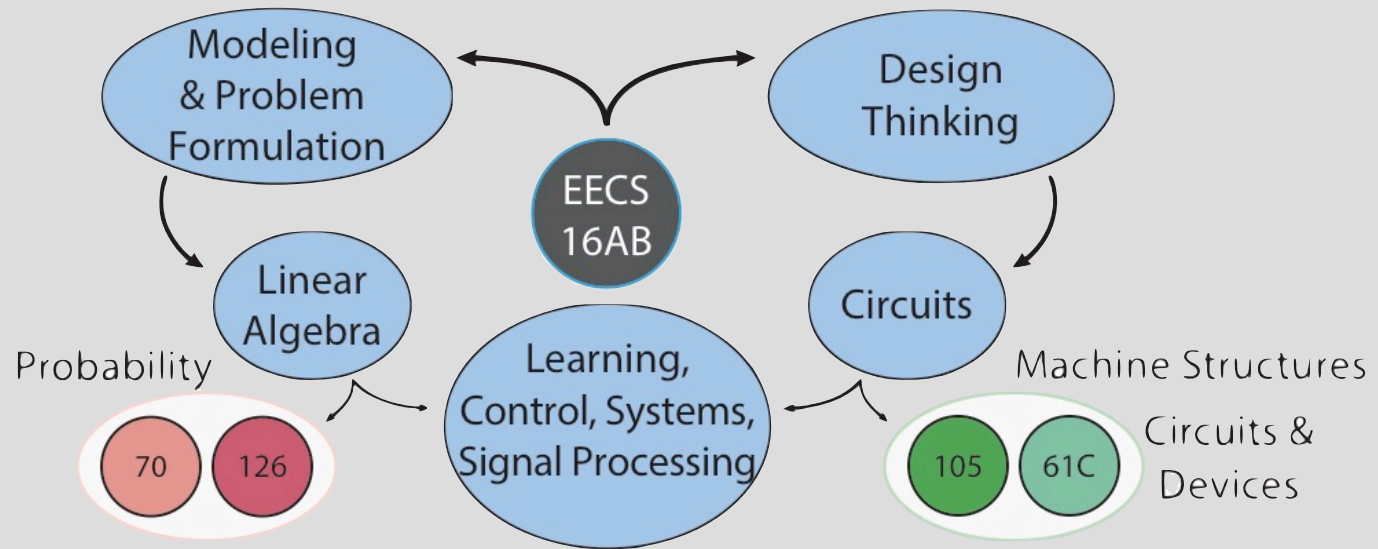 Modeling
& Problem
Formulation
Design
Thinking
EECS
16AB
Linear
Algebra
Circuits
Learning,
Control, Systems,
Signal Processing
Probability
70
126
Machine Structures
Circuits &
Devices
105
61C